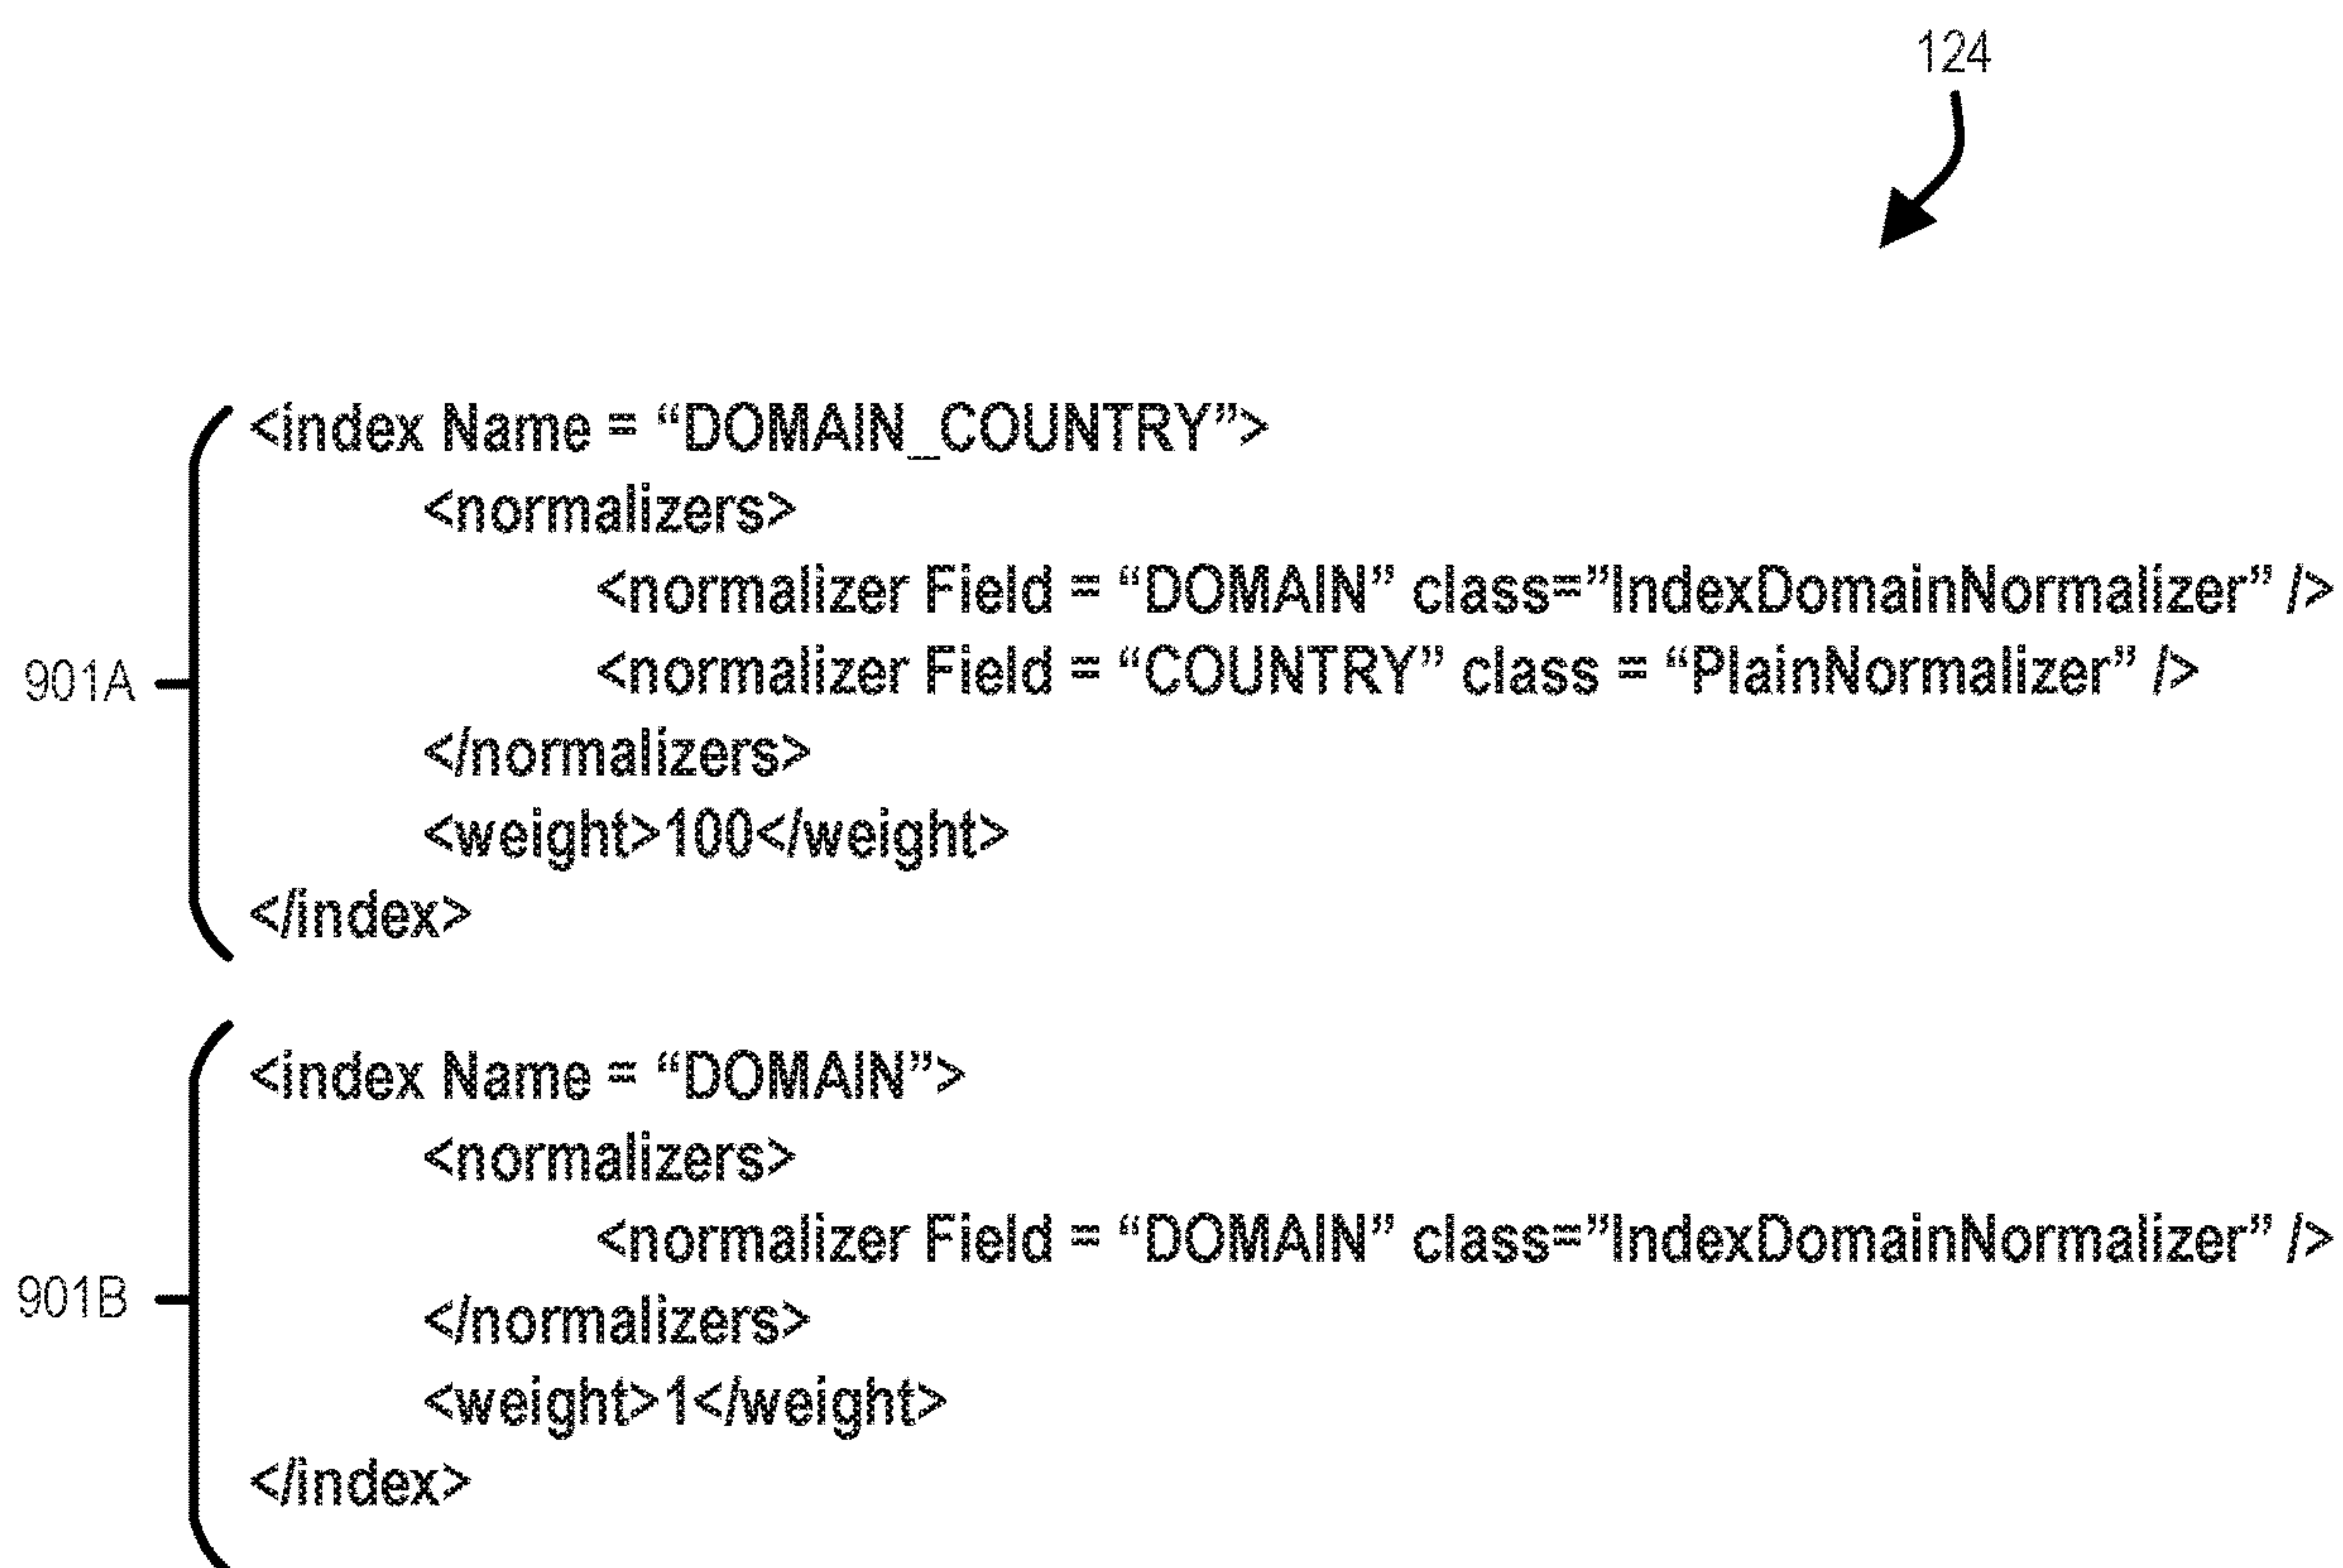 124
<index Name = “DOMAIN_COUNTRY”>
<normalizers>
<normalizer Field = “DOMAIN” class=”IndexDomainNormalizer” />
<normalizer Field = “COUNTRY” class = “PlainNormalizer” />
901A
</normalizers>
<weight>100</weight>
</index>
<index Name = “DOMAIN”>
<normalizers>
<normalizer Field = “DOMAIN” class=”IndexDomainNormalizer” />
901B
</normalizers>
<weight>1</weight>
</index>